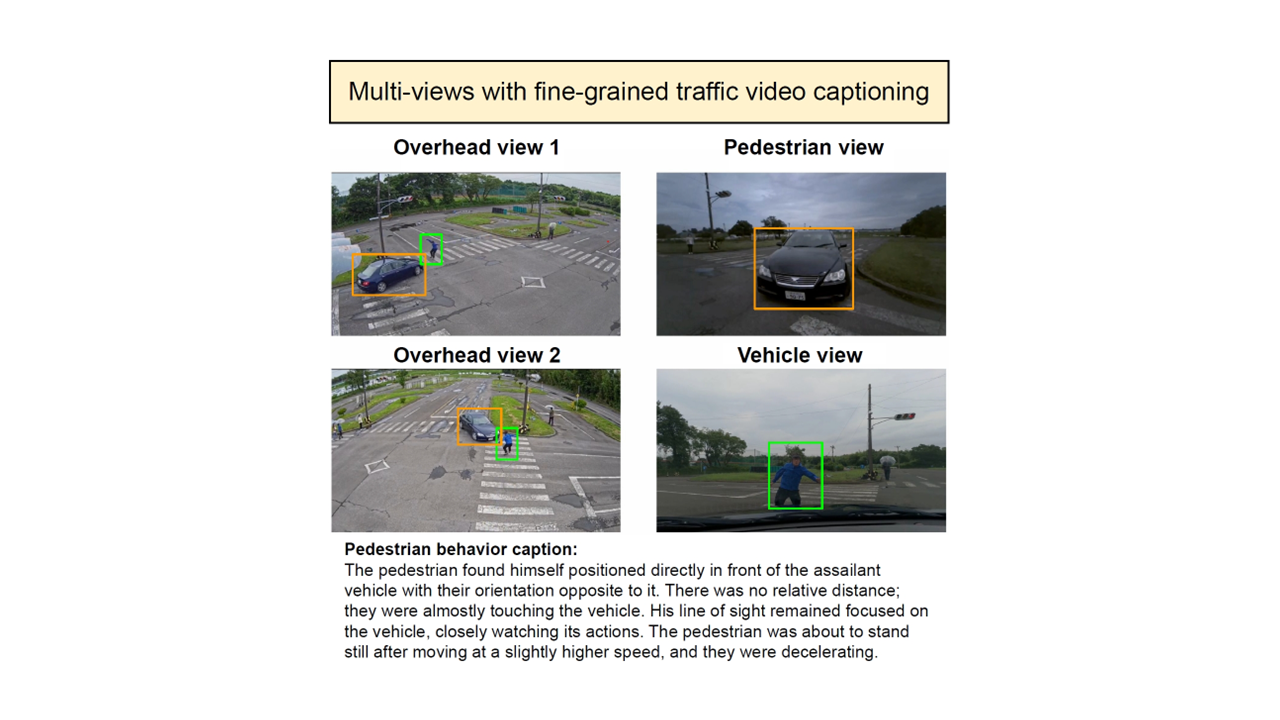 Multi-views with fine-grained traffic video captioning
Overhead view 1
Pedestrian view
Overhead view 2
Vehicle view
Pedestrian behavior caption:
The pedestrian found himself positioned directly in front of the assailant
vehicle with their orientation opposite to it. There was no relative distance;
they were almostly touching the vehicle. His line of sight remained focused on
the vehicle, closely watching its actions. The pedestrian was about to stand
still after moving at a slightly higher speed, and they were decelerating.